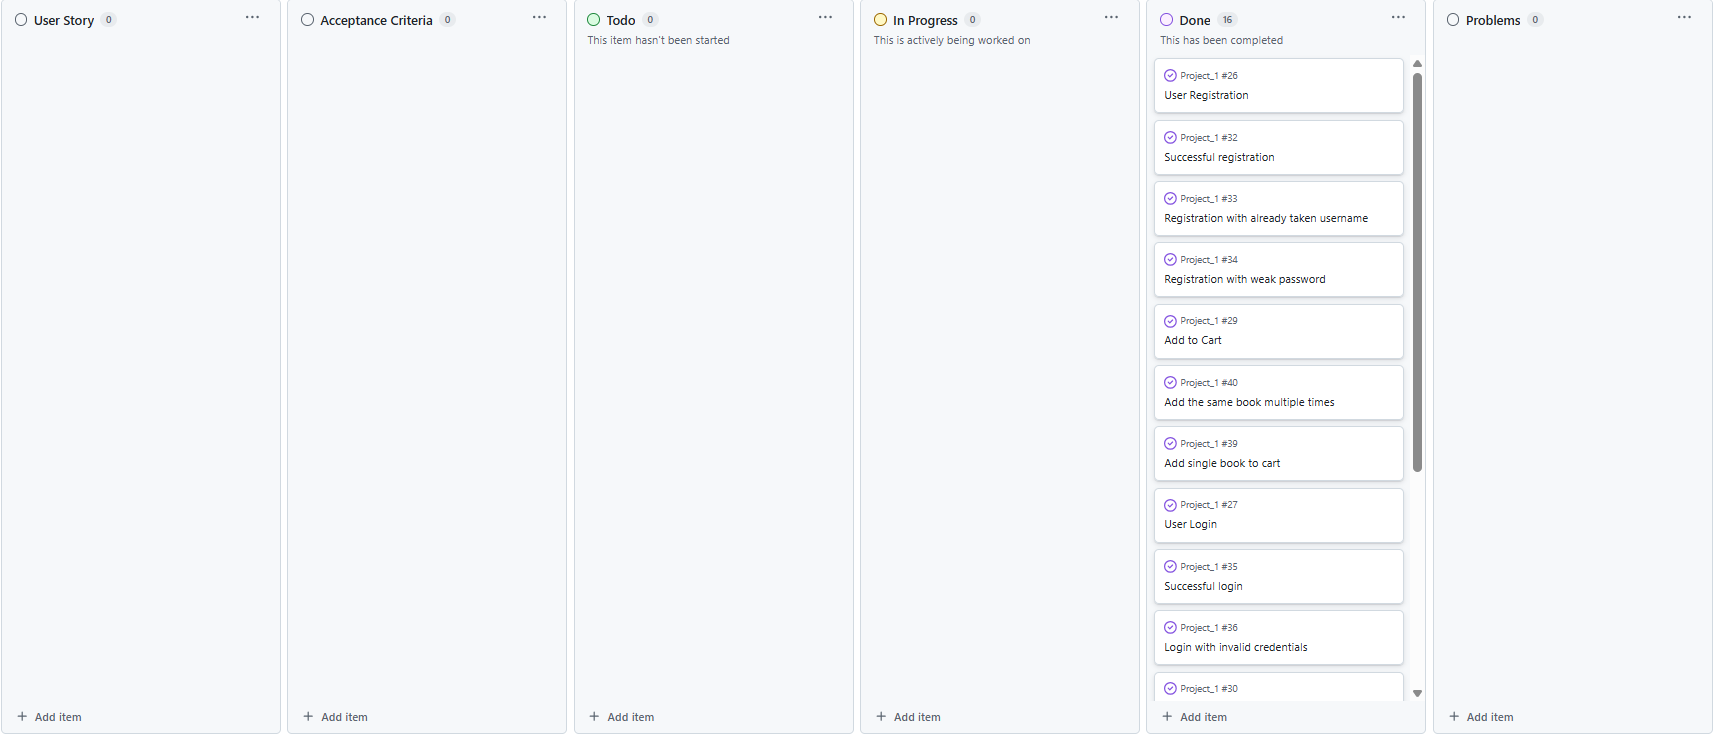 User Story 0
Acceptance Criteria 0
Todo 0
This item hasn't been started
In Progress 0
This is actively being worked on
Done 16
This has been completed
Project_1 #26
User Registration
Project_1 #32
Successful registration
Project_1 #33
Registration with already taken username
Project_1 #34
Registration with weak password
Project_1 #29
Add to Cart
Project_1 #40
Add the same book multiple times
Project_1 #39
Add single book to cart
Project_1 #27
User Login
Project_1 #35
Successful login
Project_1 #36
Login with invalid credentials
Project_1 #30
Problems 0
+ Add item
+ Add item
+ Add item
+ Add item
+ Add item
+ Add item